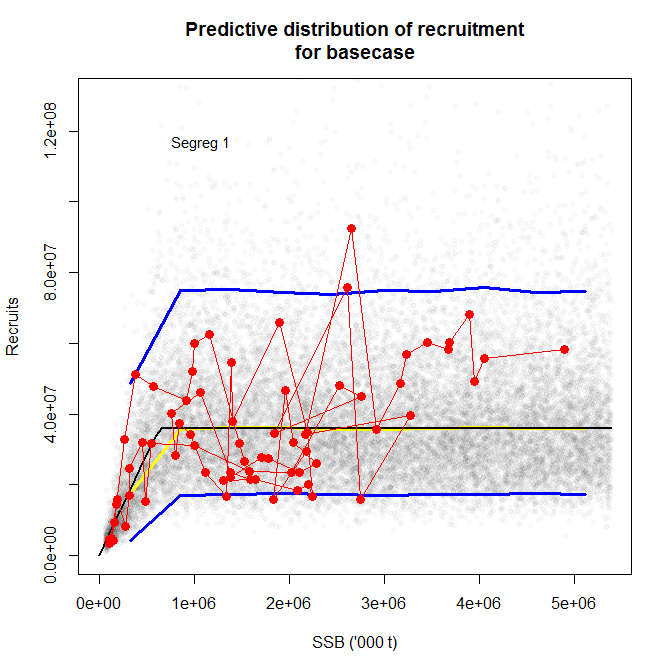 Predictive distribution of recruitment
for basecase
Segreg 1
Recruits
1.2e+08
8.0e+07
4.0e+07
0.0e+00
0e+00 1e+06 2e+06 3e+06 4e+06 5e+06
SSB ('000 t)